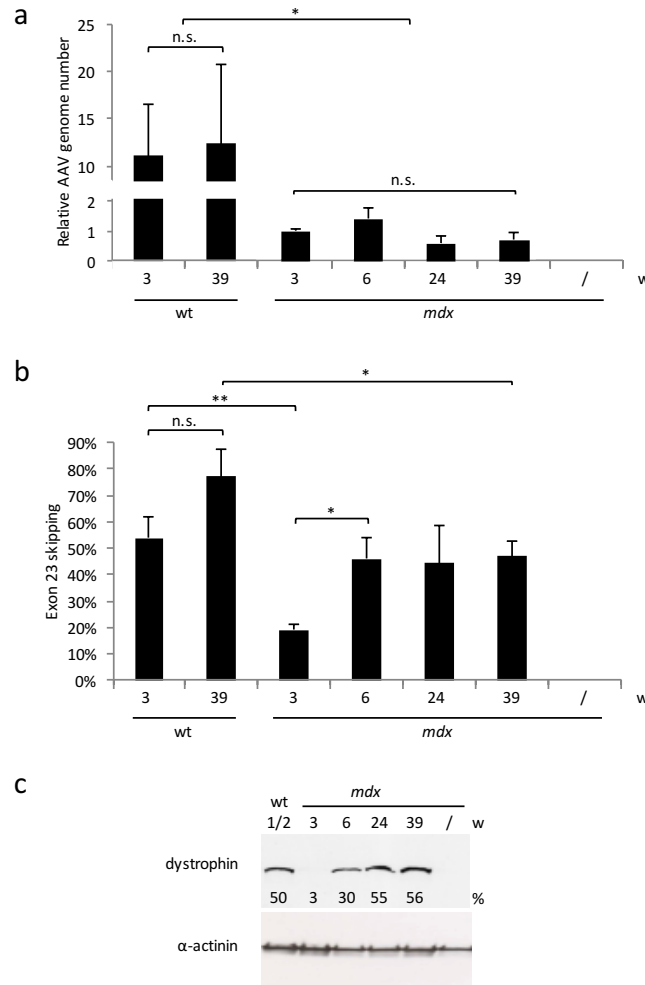 a
*
n.s.
25
20
15
10
n.s.
2
1
0
Relative AAV genome number
3 39 3 6 24 39 / w
wt mdx
b
*
**
n.s.
90%
80%
70%
60%
50%
40%
30%
20%
10%
0%
*
Exon 23 skipping
3 39 3 6 24 39 / w
wt mdx
c
wt mdx
1/2 3 6 24 39 / w
dystrophin
50 3 30 55 56 %
α-actinin